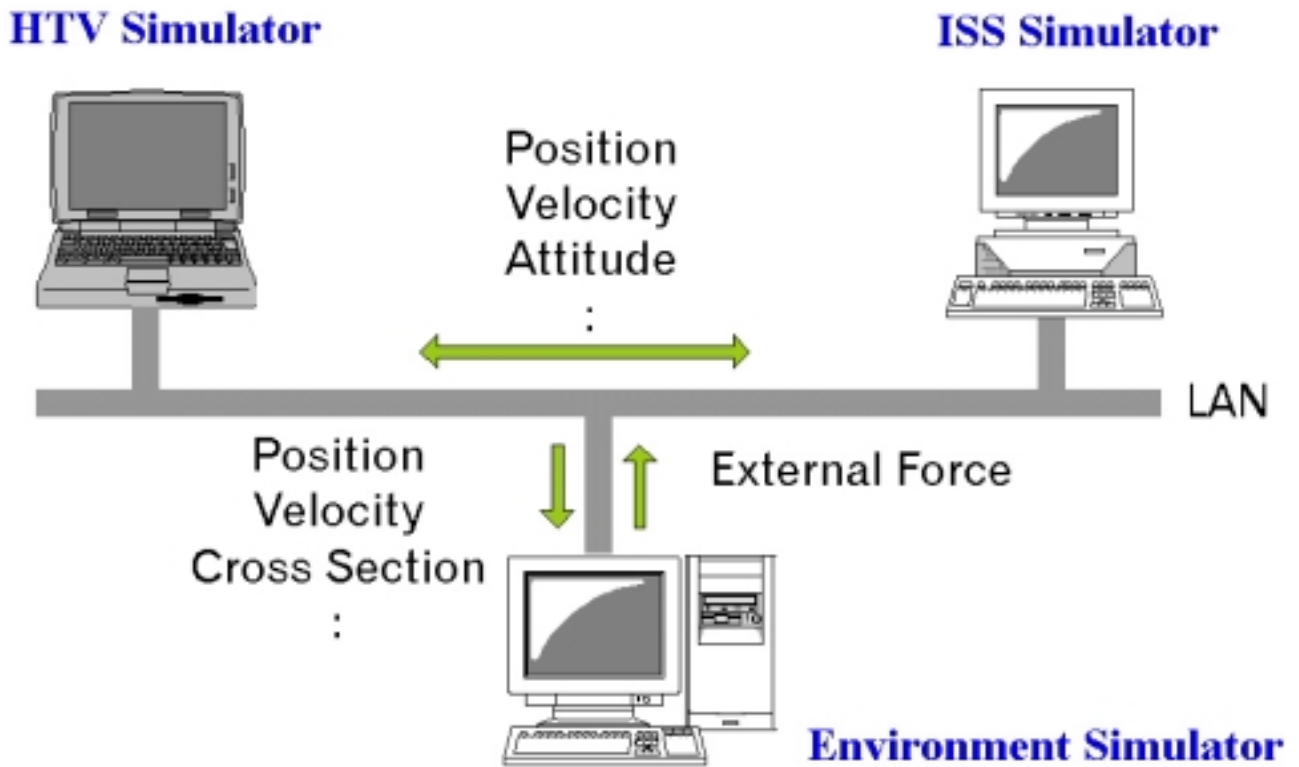 HTV Simulator
ISS Simulator
Position
Velocity
Attitude
:
LAN
Position
Velocity
Cross Section
:
External Force
Environment Simulator